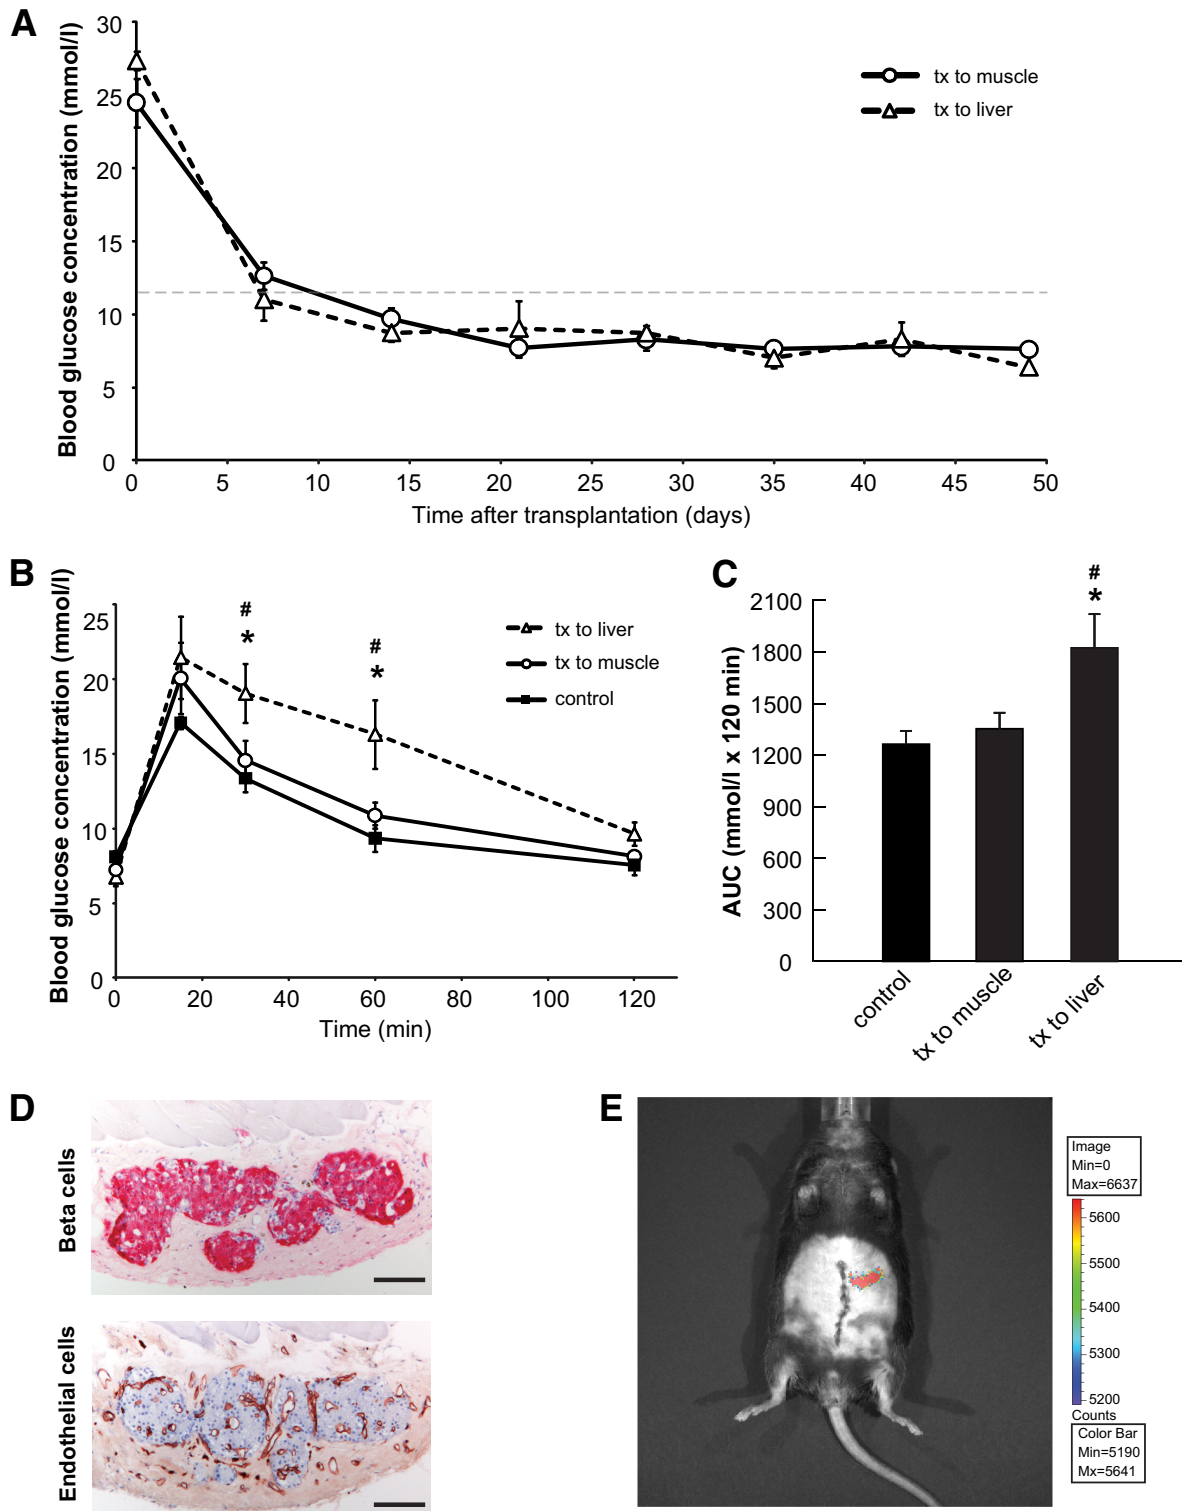 A
Blood glucose concentration (mmol/l)
30
25
20
15
10
5
0
0 5 10 15 20 25 30 35 40 45 50
Time after transplantation (days)
tx to muscle
tx to liver
B
Blood glucose concentration (mmol/l)
25
20
15
10
5
0
0 20 40 60 80 100 120
Time (min)
#
*
#
*
tx to liver
tx to muscle
control
C
AUC (mmol/l x 120 min)
2100
1800
1500
1200
900
600
300
0
#
*
control
tx to muscle
tx to liver
D
Beta cells
Endothelial cells
E
Image
Min=0
Max=6637
5600
5500
5400
5300
5200
Counts
Color Bar
Min=5190
Mx=5641